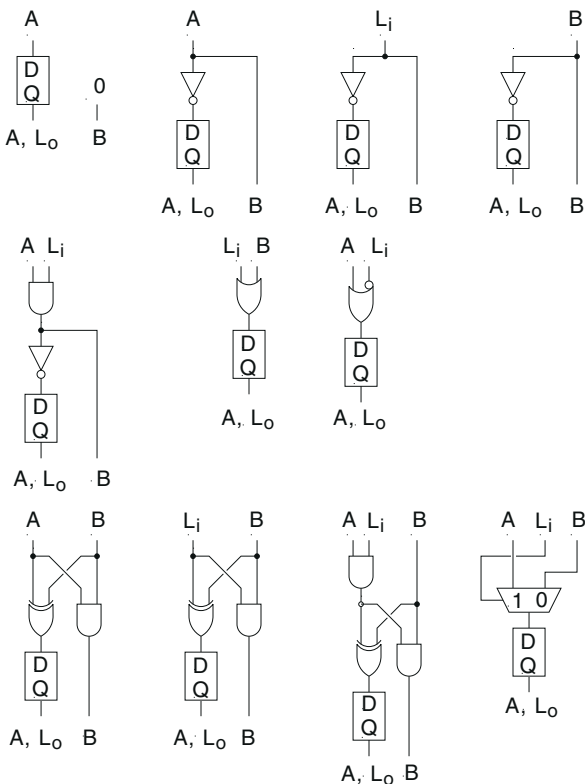 A A Lᵢ B
D
Q 0
A, Lₒ B
D
Q
A, Lₒ B
D
Q
A, Lₒ B
D
Q
A, Lₒ B
A Lᵢ
D
Q
A, Lₒ B
Lᵢ B
D
Q
A, Lₒ
A Lᵢ
D
Q
A, Lₒ
A B
D
Q
A, Lₒ B
Lᵢ B
D
Q
A, Lₒ B
A Lᵢ B
D
Q
A, Lₒ B
A Lᵢ B
1 0
D
Q
A, Lₒ